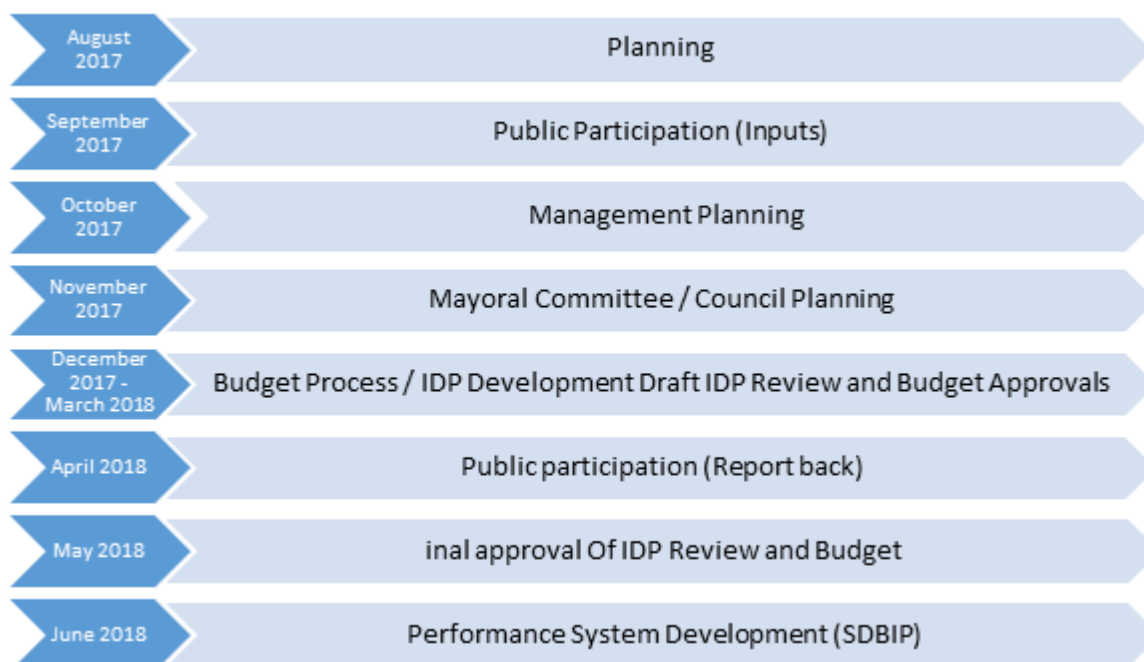 August
2017
Planning
September
2017
Public Participation (Inputs)
October
2017
Management Planning
November
2017
Mayoral Committee / Council Planning
December
2017 -
March 2018
Budget Process / IDP Development Draft IDP Review and Budget Approvals
April 2018
Public participation (Report back)
May 2018
inal approval Of IDP Review and Budget
June 2018
Performance System Development (SDBIP)